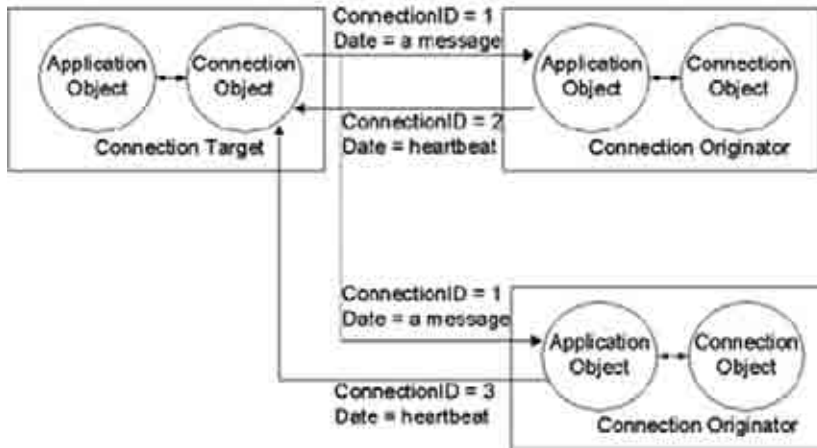 ConnectionID = 1
Date = a message
Application
Object
Connection
Object
Application
Object
Connection
Object
ConnectionID = 2
Date = heartbeat
Connection Target
Connection Originator
ConnectionID = 1
Date = a message
Application
Object
Connection
Object
ConnectionID = 3
Date = heartbeat
Connection Originator